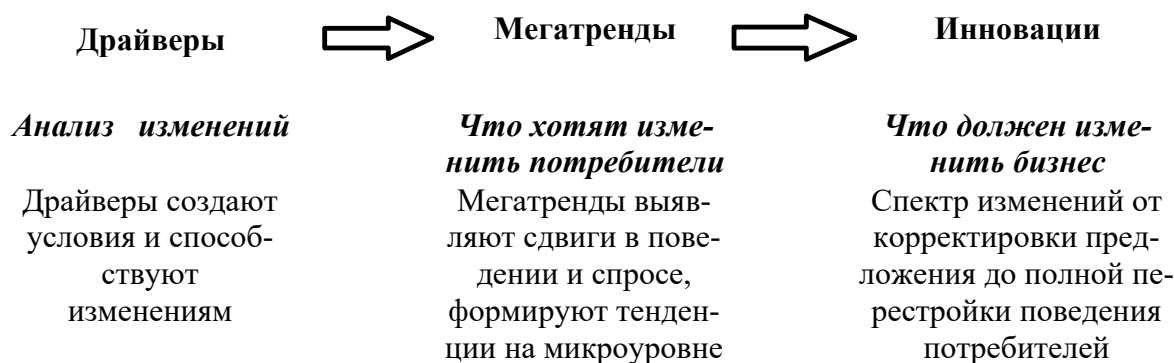 Драйверы
Мегатренды
Инновации
Анализ изменений
Драйверы создают
условия и способ-
ствуют
изменениям
Что хотят изме-
нить потребители
Мегатренды выяв-
ляют сдвиги в пове-
дении и спросе,
формируют тенден-
ции на микроуровне
Что должен изме-
нить бизнес
Спектр изменений от
корректировки пред-
ложения до полной пе-
рестройки поведения
потребителей